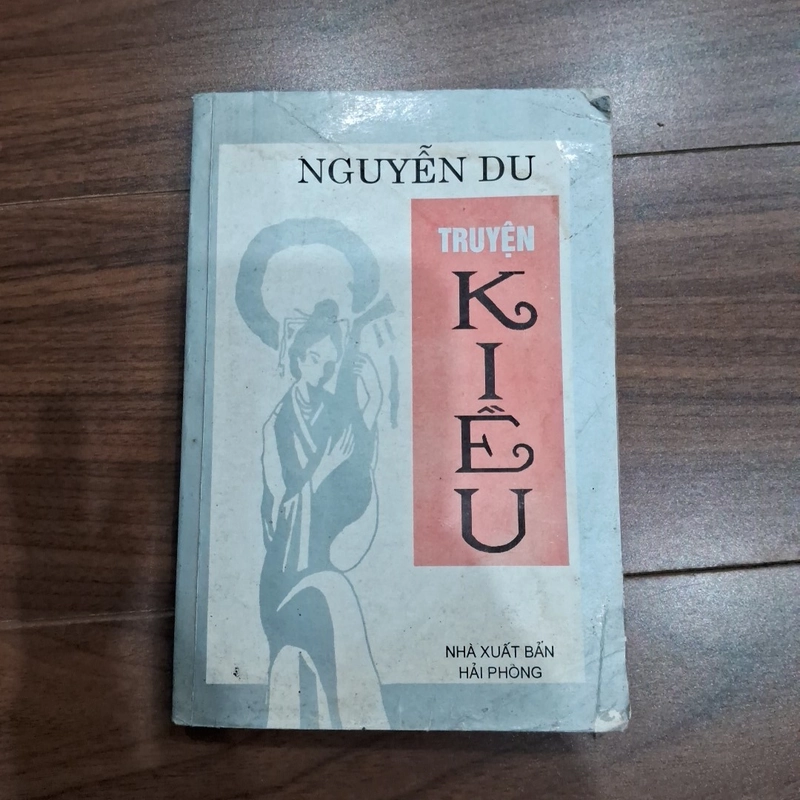 NGUYỄN DU
TRUYỆN
KIỀU
NHÀ XUẤT BẢN
HẢI PHÒNG